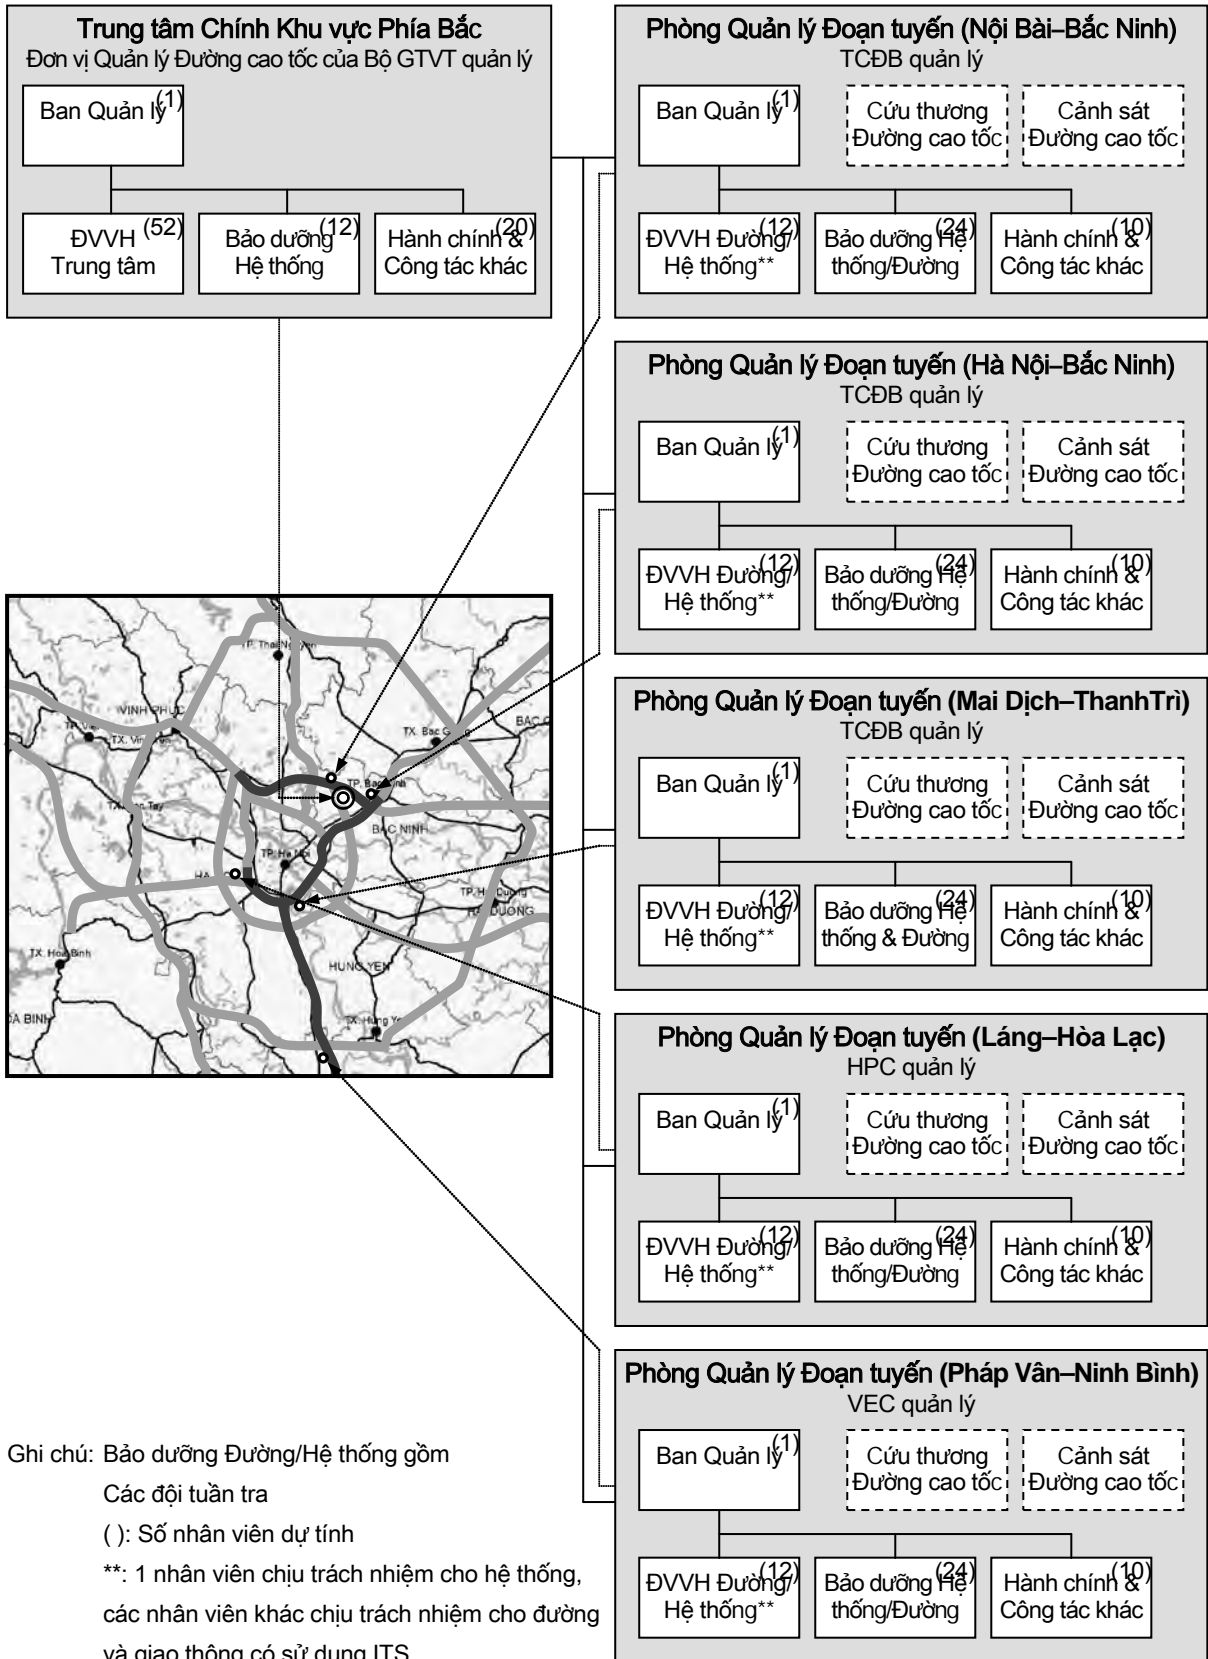 Trung tâm Chính Khu vực Phía Bắc
Đơn vị Quản lý Đường cao tốc của Bộ GTVT quản lý
Ban Quản lý (1)
ĐVVH (52)
Trung tâm
Bảo dưỡng (12)
Hệ thống
Hành chính & (20)
Công tác khác
Phòng Quản lý Đoạn tuyến (Nội Bài–Bắc Ninh)
TCĐB quản lý
Ban Quản lý (1)
Cứu thương
Đường cao tốc
Cảnh sát
Đường cao tốc
ĐVVH Đường/ (12)
Hệ thống**
Bảo dưỡng Hệ (24)
thống/Đường
Hành chính & (10)
Công tác khác
Phòng Quản lý Đoạn tuyến (Hà Nội–Bắc Ninh)
TCĐB quản lý
Ban Quản lý (1)
Cứu thương
Đường cao tốc
Cảnh sát
Đường cao tốc
ĐVVH Đường/ (12)
Hệ thống**
Bảo dưỡng Hệ (24)
thống/Đường
Hành chính & (10)
Công tác khác
Phòng Quản lý Đoạn tuyến (Mai Dịch–ThanhTrì)
TCĐB quản lý
Ban Quản lý (1)
Cứu thương
Đường cao tốc
Cảnh sát
Đường cao tốc
ĐVVH Đường/ (12)
Hệ thống**
Bảo dưỡng Hệ (24)
thống & Đường
Hành chính & (10)
Công tác khác
Phòng Quản lý Đoạn tuyến (Láng–Hòa Lạc)
HPC quản lý
Ban Quản lý (1)
Cứu thương
Đường cao tốc
Cảnh sát
Đường cao tốc
ĐVVH Đường/ (12)
Hệ thống**
Bảo dưỡng Hệ (24)
thống/Đường
Hành chính & (10)
Công tác khác
Phòng Quản lý Đoạn tuyến (Pháp Vân–Ninh Bình)
VEC quản lý
Ban Quản lý (1)
Cứu thương
Đường cao tốc
Cảnh sát
Đường cao tốc
ĐVVH Đường/ (12)
Hệ thống**
Bảo dưỡng Hệ (24)
thống/Đường
Hành chính & (10)
Công tác khác
VINH PHUC
BAC NINH
HUNG YEN
Ghi chú: Bảo dưỡng Đường/Hệ thống gồm
Các đội tuần tra
( ): Số nhân viên dự tính
**: 1 nhân viên chịu trách nhiệm cho hệ thống,
các nhân viên khác chịu trách nhiệm cho đường
và giao thông có sử dụng ITS